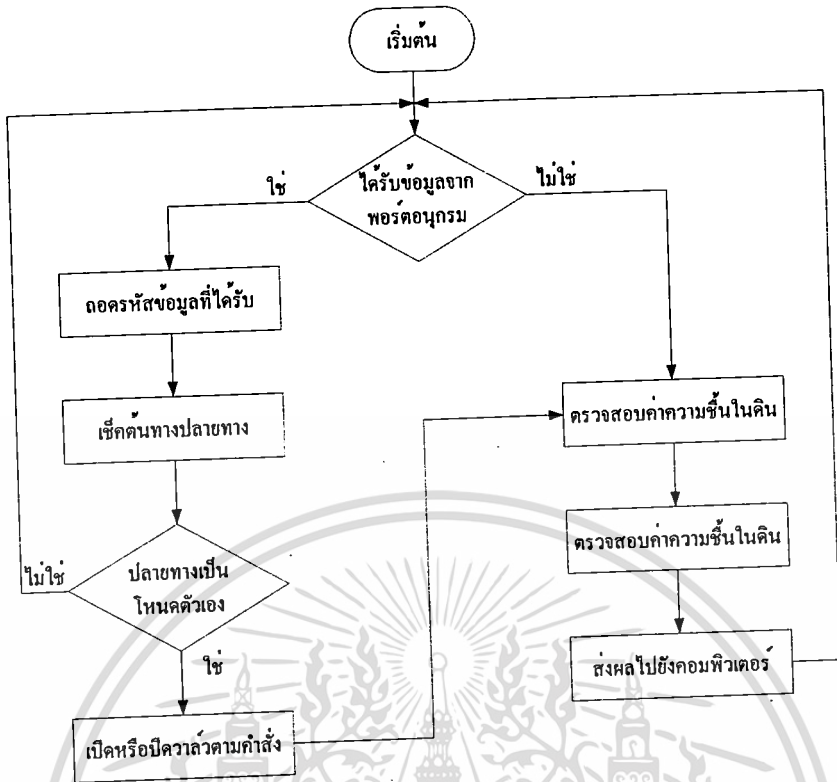 เริ่มต้น
ได้รับข้อมูลจาก
พอร์ตอนุกรม
ใช่
ไม่ใช่
ถอดรหัสข้อมูลที่ได้รับ
เช็คต้นทางปลายทาง
ปลายทางเป็น
โหนดตัวเอง
ไม่ใช่
ใช่
เปิดหรือปิดวาล์วตามคำสั่ง
ตรวจสอบค่าความชื้นในดิน
ตรวจสอบค่าความชื้นในดิน
ส่งผลไปยังคอมพิวเตอร์